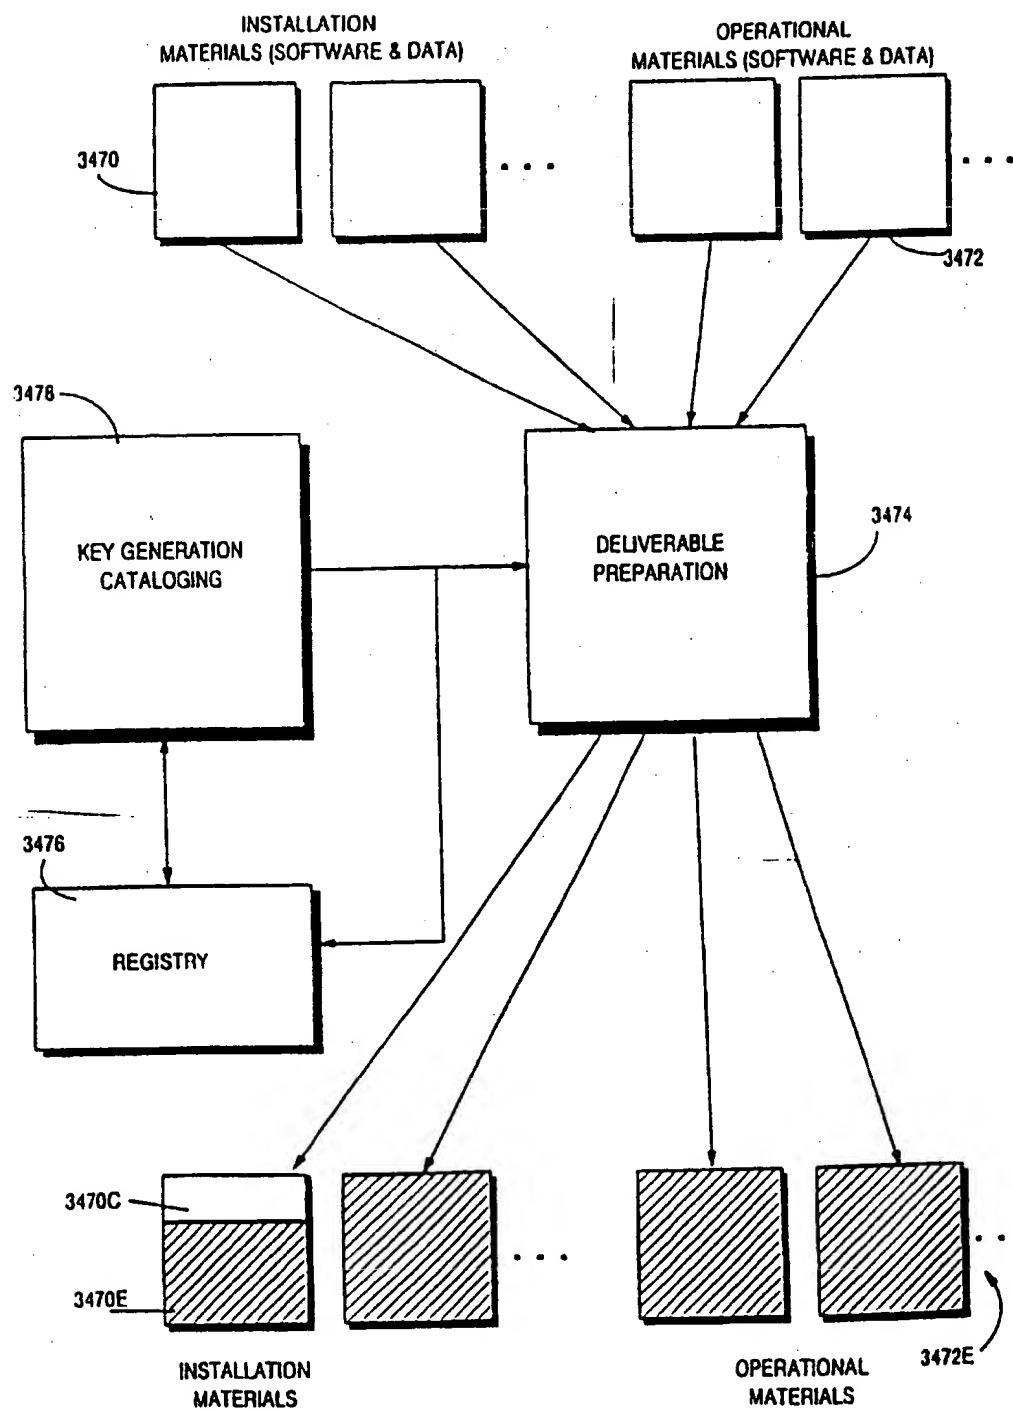 INSTALLATION
MATERIALS (SOFTWARE & DATA)
OPERATIONAL
MATERIALS (SOFTWARE & DATA)
3470
3472
3478
KEY GENERATION
CATALOGING
DELIVERABLE
PREPARATION
3474
3476
REGISTRY
3470C
3470E
3472E
INSTALLATION
MATERIALS
OPERATIONAL
MATERIALS